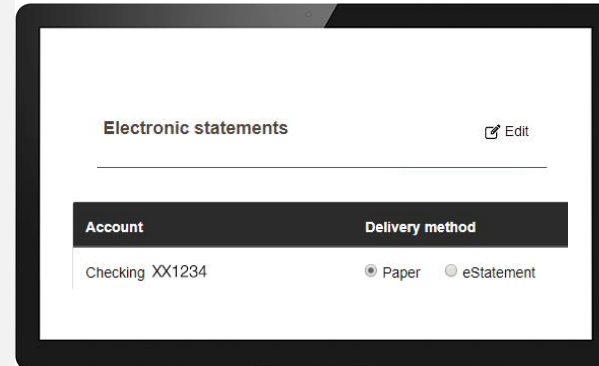 Electronic statements Edit
Account Delivery method
Checking XX1234 Paper eStatement